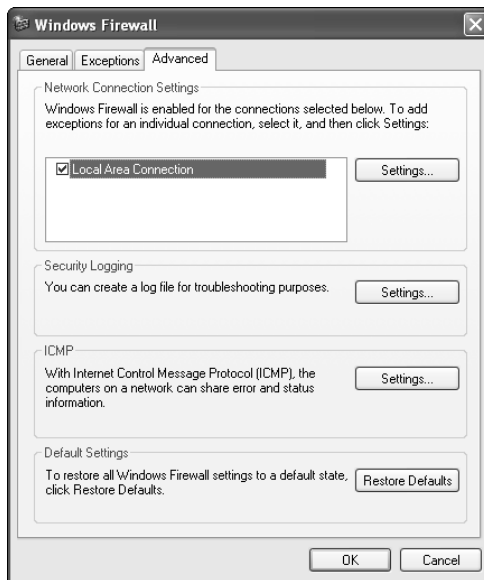 Windows Firewall
General
Exceptions
Advanced
Network Connection Settings
Windows Firewall is enabled for the connections selected below. To add
exceptions for an individual connection, select it, and then click Settings:
Local Area Connection
Settings...
Security Logging
You can create a log file for troubleshooting purposes.
Settings...
ICMP
With Internet Control Message Protocol (ICMP), the
computers on a network can share error and status
information.
Settings...
Default Settings
To restore all Windows Firewall settings to a default state,
click Restore Defaults.
Restore Defaults
OK
Cancel